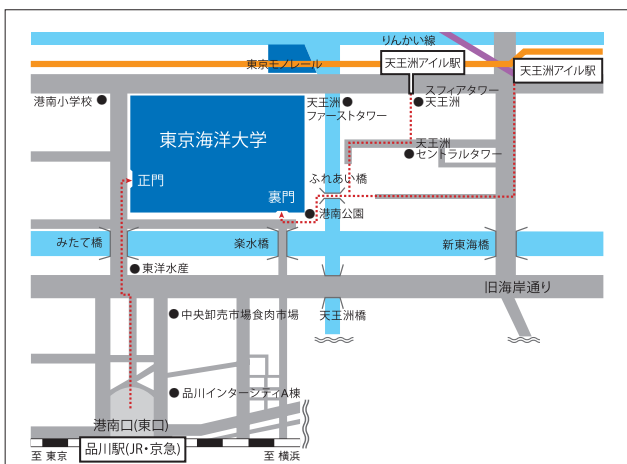 りんかい線
東京モノレール
天王洲アイル駅
天王洲アイル駅
港南小学校
天王洲
ファーストタワー
スフィアタワー
天王洲
東京海洋大学
天王洲
セントラルタワー
正門
ふれあい橋
裏門
港南公園
みたて橋
楽水橋
新東海橋
東洋水産
旧海岸通り
中央卸売市場食肉市場
天王洲橋
品川インターシティA棟
港南口(東口)
至 東京
品川駅(JR・京急)
至 横浜